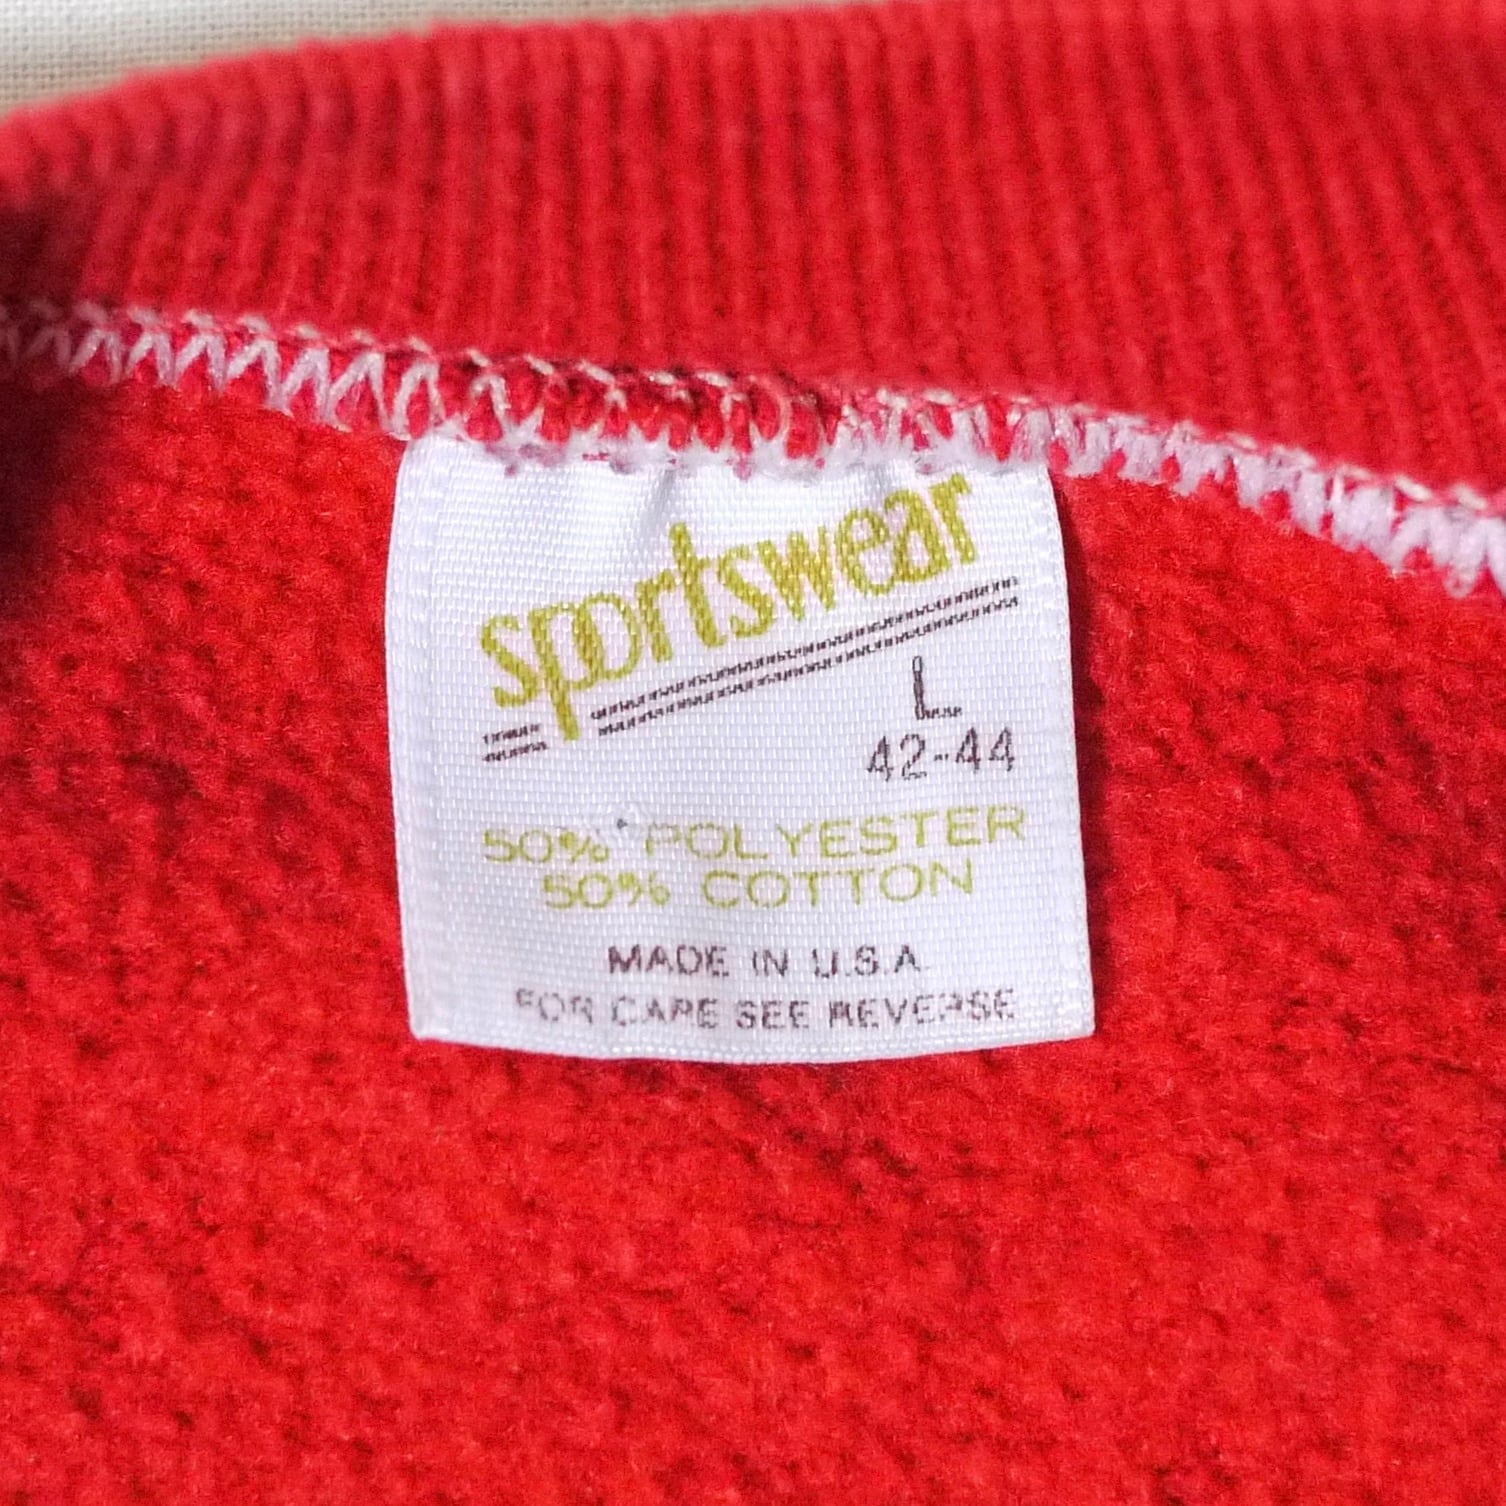 sportswear
L
42-44
50% POLYESTER
50% COTTON
MADE IN U.S.A.
FOR CARE SEE REVERSE